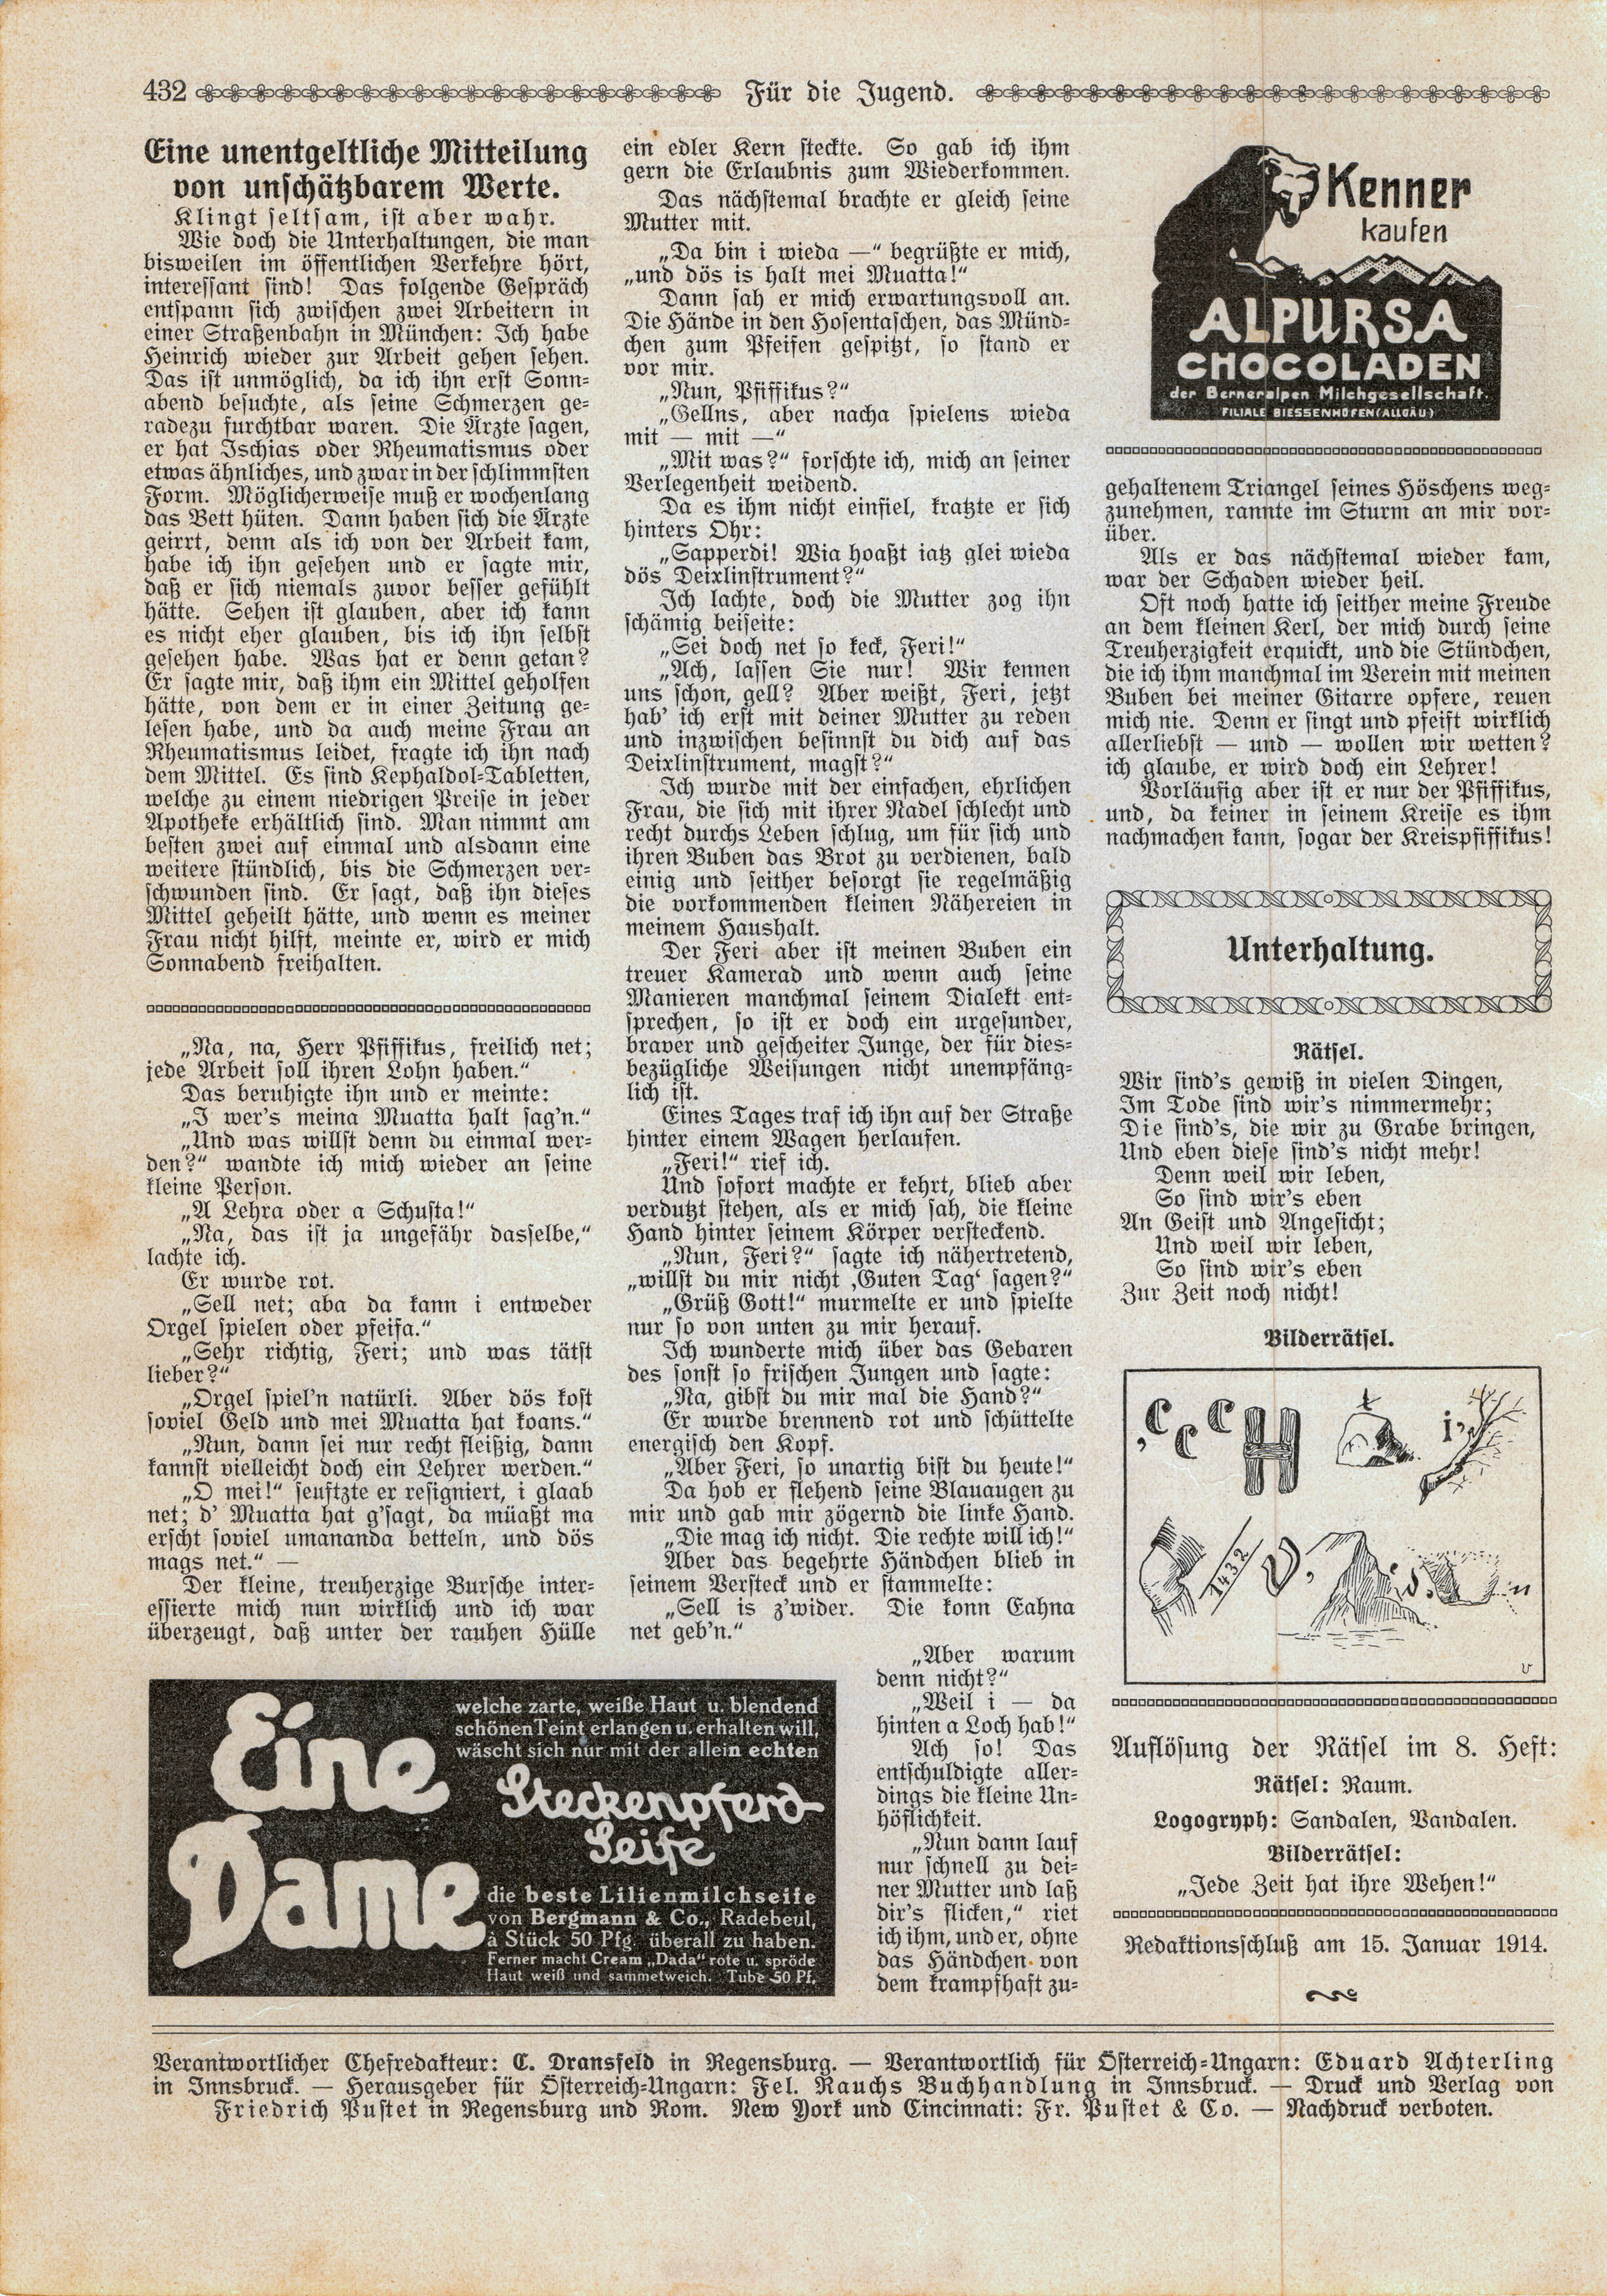 432 Für die Jugend.
Eine unentgeltliche Mitteilung
von unschätzbarem Werte.
Klingt seltsam, ist aber wahr.
Wie doch die Unterhaltungen, die man
bisweilen im öffentlichen Verkehre hört,
interessant sind! Das folgende Gespräch
entspann sich zwischen zwei Arbeitern in
einer Straßenbahn in München: Ich habe
Heinrich wieder zur Arbeit gehen sehen.
Das ist unmöglich, da ich ihn erst Sonn-
abend besuchte, als seine Schmerzen ge-
radezu furchtbar waren. Die Ärzte sagen,
er hat Ischias oder Rheumatismus oder
etwas ähnliches, und zwar in der schlimmsten
Form. Möglicherweise muß er wochenlang
das Bett hüten. Dann haben sich die Ärzte
geirrt, denn als ich von der Arbeit kam,
habe ich ihn gesehen und er sagte mir,
daß er sich niemals zuvor besser gefühlt
hätte. Sehen ist glauben, aber ich kann
es nicht eher glauben, bis ich ihn selbst
gesehen habe. Was hat er denn getan?
Er sagte mir, daß ihm ein Mittel geholfen
hätte, von dem er in einer Zeitung ge-
lesen habe, und da auch meine Frau an
Rheumatismus leidet, fragte ich ihn nach
dem Mittel. Es sind Kephaldol-Tabletten,
welche zu einem niedrigen Preise in jeder
Apotheke erhältlich sind. Man nimmt am
besten zwei auf einmal und alsdann eine
weitere stündlich, bis die Schmerzen ver-
schwunden sind. Er sagt, daß ihn dieses
Mittel geheilt hätte, und wenn es meiner
Frau nicht hilft, meinte er, wird er mich
Sonnabend freihalten.
„Na, na, Herr Pfiffikus, freilich net;
jede Arbeit soll ihren Lohn haben.“
Das beruhigte ihn und er meinte:
„I wer's meina Muatta halt sag'n.“
„Und was willst denn du einmal wer-
den?“ wandte ich mich wieder an seine
kleine Person.
„A Lehra oder a Schusta!“
„Na, das ist ja ungefähr dasselbe,“
lachte ich.
Er wurde rot.
„Sell net; aba da kann i entweder
Orgel spielen oder pfeifa.“
„Sehr richtig, Feri; und was tätst
lieber?“
„Orgel spiel'n natürli. Aber dös kost
soviel Geld und mei Muatta hat koans.“
„Nun, dann sei nur recht fleißig, dann
kannst vielleicht doch ein Lehrer werden.“
„O mei!“ seufzte er resigniert, i glaab
net; d' Muatta hat g'sagt, da müaßt ma
erscht soviel umananda betteln, und dös
mags net.“ —
Der kleine, treuherzige Bursche inter-
essierte mich nun wirklich und ich war
überzeugt, daß unter der rauhen Hülle
ein edler Kern steckte. So gab ich ihm
gern die Erlaubnis zum Wiederkommen.
Das nächstemal brachte er gleich seine
Mutter mit.
„Da bin i wieda —“ begrüßte er mich,
„und dös is halt mei Muatta!“
Dann sah er mich erwartungsvoll an.
Die Hände in den Hosentaschen, das Münd-
chen zum Pfeifen gespitzt, so stand er
vor mir.
„Nun, Pfiffikus?“
„Gellns, aber nacha spielens wieda
mit — mit —“
„Mit was?“ forschte ich, mich an seiner
Verlegenheit weidend.
Da es ihm nicht einfiel, kratzte er sich
hinters Ohr:
„Sapperdi! Wia hoaßt iatz glei wieda
dös Deixlinstrument?“
Ich lachte, doch die Mutter zog ihn
schämig beiseite:
„Sei doch net so keck, Feri!“
„Ach, lassen Sie nur! Wir kennen
uns schon, gell? Aber weißt, Feri, jetzt
hab' ich erst mit deiner Mutter zu reden
und inzwischen besinnst du dich auf das
Deixlinstrument, magst?“
Ich wurde mit der einfachen, ehrlichen
Frau, die sich mit ihrer Nadel schlecht und
recht durchs Leben schlug, um für sich und
ihren Buben das Brot zu verdienen, bald
einig und seither besorgt sie regelmäßig
die vorkommenden kleinen Nähereien in
meinem Haushalt.
Der Feri aber ist meinen Buben ein
treuer Kamerad und wenn auch seine
Manieren manchmal seinem Dialekt ent-
sprechen, so ist er doch ein urgesunder,
braver und gescheiter Junge, der für dies-
bezügliche Weisungen nicht unempfäng-
lich ist.
Eines Tages traf ich ihn auf der Straße
hinter einem Wagen herlaufen.
„Feri!“ rief ich.
Und sofort machte er kehrt, blieb aber
verdutzt stehen, als er mich sah, die kleine
Hand hinter seinem Körper versteckend.
„Nun, Feri?“ sagte ich nähertretend,
„willst du mir nicht ‚Guten Tag‘ sagen?“
„Grüß Gott!“ murmelte er und spielte
nur so von unten zu mir herauf.
Ich wunderte mich über das Gebaren
des sonst so frischen Jungen und sagte:
„Na, gibst du mir mal die Hand?“
Er wurde brennend rot und schüttelte
energisch den Kopf.
„Aber Feri, so unartig bist du heute!“
Da hob er flehend seine Blauaugen zu
mir und gab mir zögernd die linke Hand.
„Die mag ich nicht. Die rechte will ich!“
Aber das begehrte Händchen blieb in
seinem Versteck und er stammelte:
„Sell is z'wider. Die konn Eahna
net geb'n.“
„Aber warum
denn nicht?“
„Weil i — da
hinten a Loch hab!“
Ach so! Das
entschuldigte aller-
dings die kleine Un-
höflichkeit.
„Nun dann lauf
nur schnell zu dei-
ner Mutter und laß
dir's flicken,“ riet
ich ihm, und er, ohne
das Händchen von
dem krampfhaft zu-
Eine Dame
welche zarte, weiße Haut u. blendend
schönen Teint erlangen u. erhalten will,
wäscht sich nur mit der allein echten
Steckenpferd-
Seife
die beste Lilienmilchseife
von Bergmann & Co., Radebeul,
à Stück 50 Pfg. überall zu haben.
Ferner macht Cream „Dada“ rote u. spröde
Haut weiß und sammetweich. Tube 50 Pf.
Kenner
kaufen
ALPURSA
CHOCOLADEN
der Berneralpen Milchgesellschaft.
FILIALE BIESSENHOFEN (ALLGÄU)
gehaltenem Triangel seines Höschens weg-
zunehmen, rannte im Sturm an mir vor-
über.
Als er das nächstemal wieder kam,
war der Schaden wieder heil.
Oft noch hatte ich seither meine Freude
an dem kleinen Kerl, der mich durch seine
Treuherzigkeit erquickt, und die Stündchen,
die ich ihm manchmal im Verein mit meinen
Buben bei meiner Gitarre opfere, reuen
mich nie. Denn er singt und pfeift wirklich
allerliebst — und — wollen wir wetten?
ich glaube, er wird doch ein Lehrer!
Vorläufig aber ist er nur der Pfiffikus,
und, da keiner in seinem Kreise es ihm
nachmachen kann, sogar der Kreispfiffikus!
Unterhaltung.
Rätsel.
Wir sind's gewiß in vielen Dingen,
Im Tode sind wir's nimmermehr;
Die sind's, die wir zu Grabe bringen,
Und eben diese sind's nicht mehr!
Denn weil wir leben,
So sind wir's eben
An Geist und Angesicht;
Und weil wir leben,
So sind wir's eben
Zur Zeit noch nicht!
Bilderrätsel.
, c c c H t i,
1432 V, d. n
Auflösung der Rätsel im 8. Heft:
Rätsel: Raum.
Logogryph: Sandalen, Vandalen.
Bilderrätsel:
„Jede Zeit hat ihre Wehen!“
Redaktionsschluß am 15. Januar 1914.
Verantwortlicher Chefredakteur: C. Dransfeld in Regensburg. — Verantwortlich für Österreich-Ungarn: Eduard Achterling
in Innsbruck. — Herausgeber für Österreich-Ungarn: Fel. Rauchs Buchhandlung in Innsbruck. — Druck und Verlag von
Friedrich Pustet in Regensburg und Rom. New York und Cincinnati: Fr. Pustet & Co. — Nachdruck verboten.